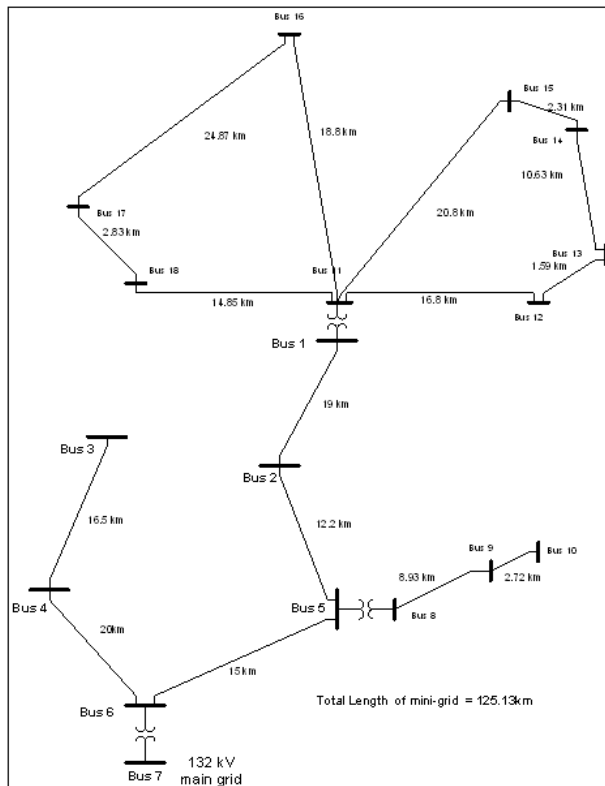 Bus 16
Bus 15
2.31 km
Bus 14
24.87 km
18.8 km
10.63 km
20.8 km
Bus 17
2.83 km
Bus 18
Bus 11
Bus 13
1.59 km
14.85 km
16.8 km
Bus 12
Bus 1
19 km
Bus 3
Bus 2
16.5 km
12.2 km
Bus 9
Bus 10
8.93 km
2.72 km
Bus 4
Bus 5
Bus 8
20km
15 km
Total Length of mini-grid = 125.13km
Bus 6
Bus 7
132 kV
main grid